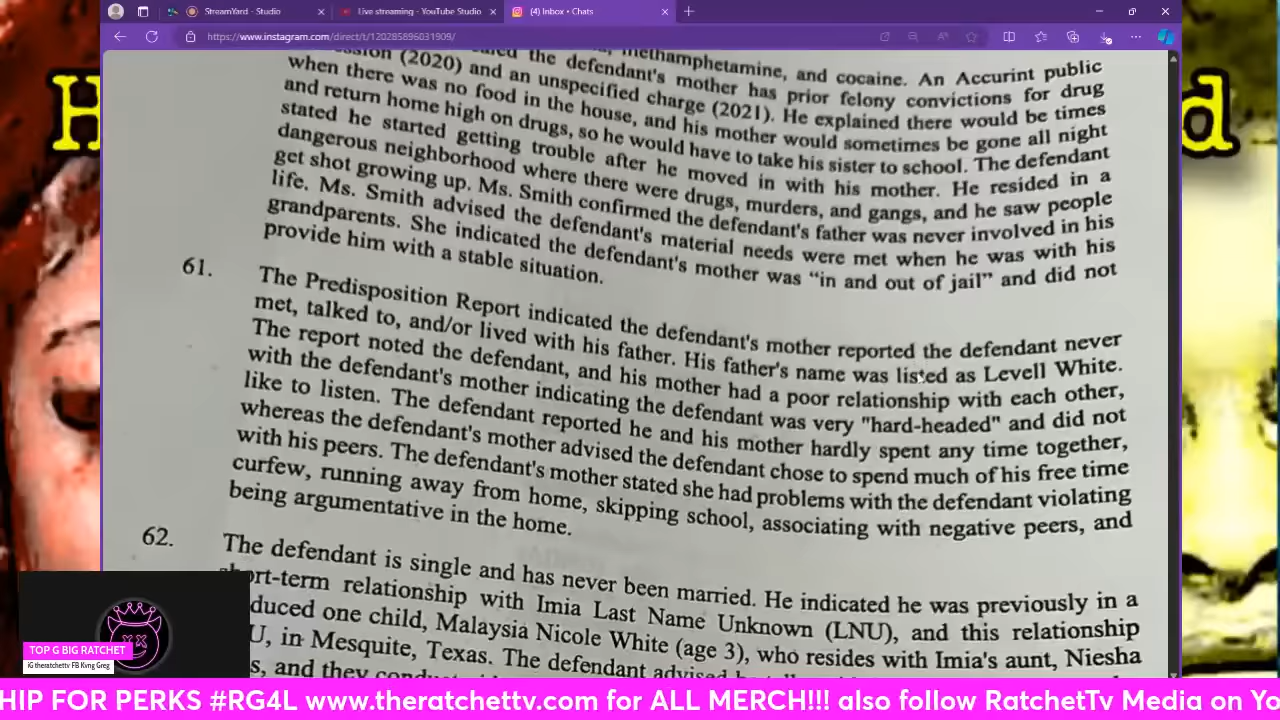 StreamYard - Studio
Live streaming - YouTube Studio
(4) Inbox • Chats
https://www.instagram.com/direct/t/120285896031909/
methamphetamine, and cocaine. An Accurint public
the defendant's mother has prior felony convictions for drug
(2020) and an unspecified charge (2021). He explained there would be times
when there was no food in the house, and his mother would sometimes be gone all night
and return home high on drugs, so he would have to take his sister to school. The defendant
stated he started getting trouble after he moved in with his mother. He resided in a
dangerous neighborhood where there were drugs, murders, and gangs, and he saw people
get shot growing up. Ms. Smith confirmed the defendant's father was never involved in his
life. Ms. Smith advised the defendant's material needs were met when he was with his
grandparents. She indicated the defendant's mother was "in and out of jail" and did not
provide him with a stable situation.
61. The Predisposition Report indicated the defendant's mother reported the defendant never
met, talked to, and/or lived with his father. His father's name was listed as Levell White.
The report noted the defendant, and his mother had a poor relationship with each other,
with the defendant's mother indicating the defendant was very "hard-headed" and did not
like to listen. The defendant reported he and his mother hardly spent any time together,
whereas the defendant's mother advised the defendant chose to spend much of his free time
with his peers. The defendant's mother stated she had problems with the defendant violating
curfew, running away from home, skipping school, associating with negative peers, and
being argumentative in the home.
62. The defendant is single and has never been married. He indicated he was previously in a
short-term relationship with Imia Last Name Unknown (LNU), and this relationship
duced one child, Malaysia Nicole White (age 3), who resides with Imia's aunt, Niesha
U, in Mesquite, Texas. The defendant
and they
TOP G BIG RATCHET
iG theratchettv FB Kvng Greg
HIP FOR PERKS #RG4L www.theratchettv.com for ALL MERCH!!! also follow RatchetTv Media on Yo